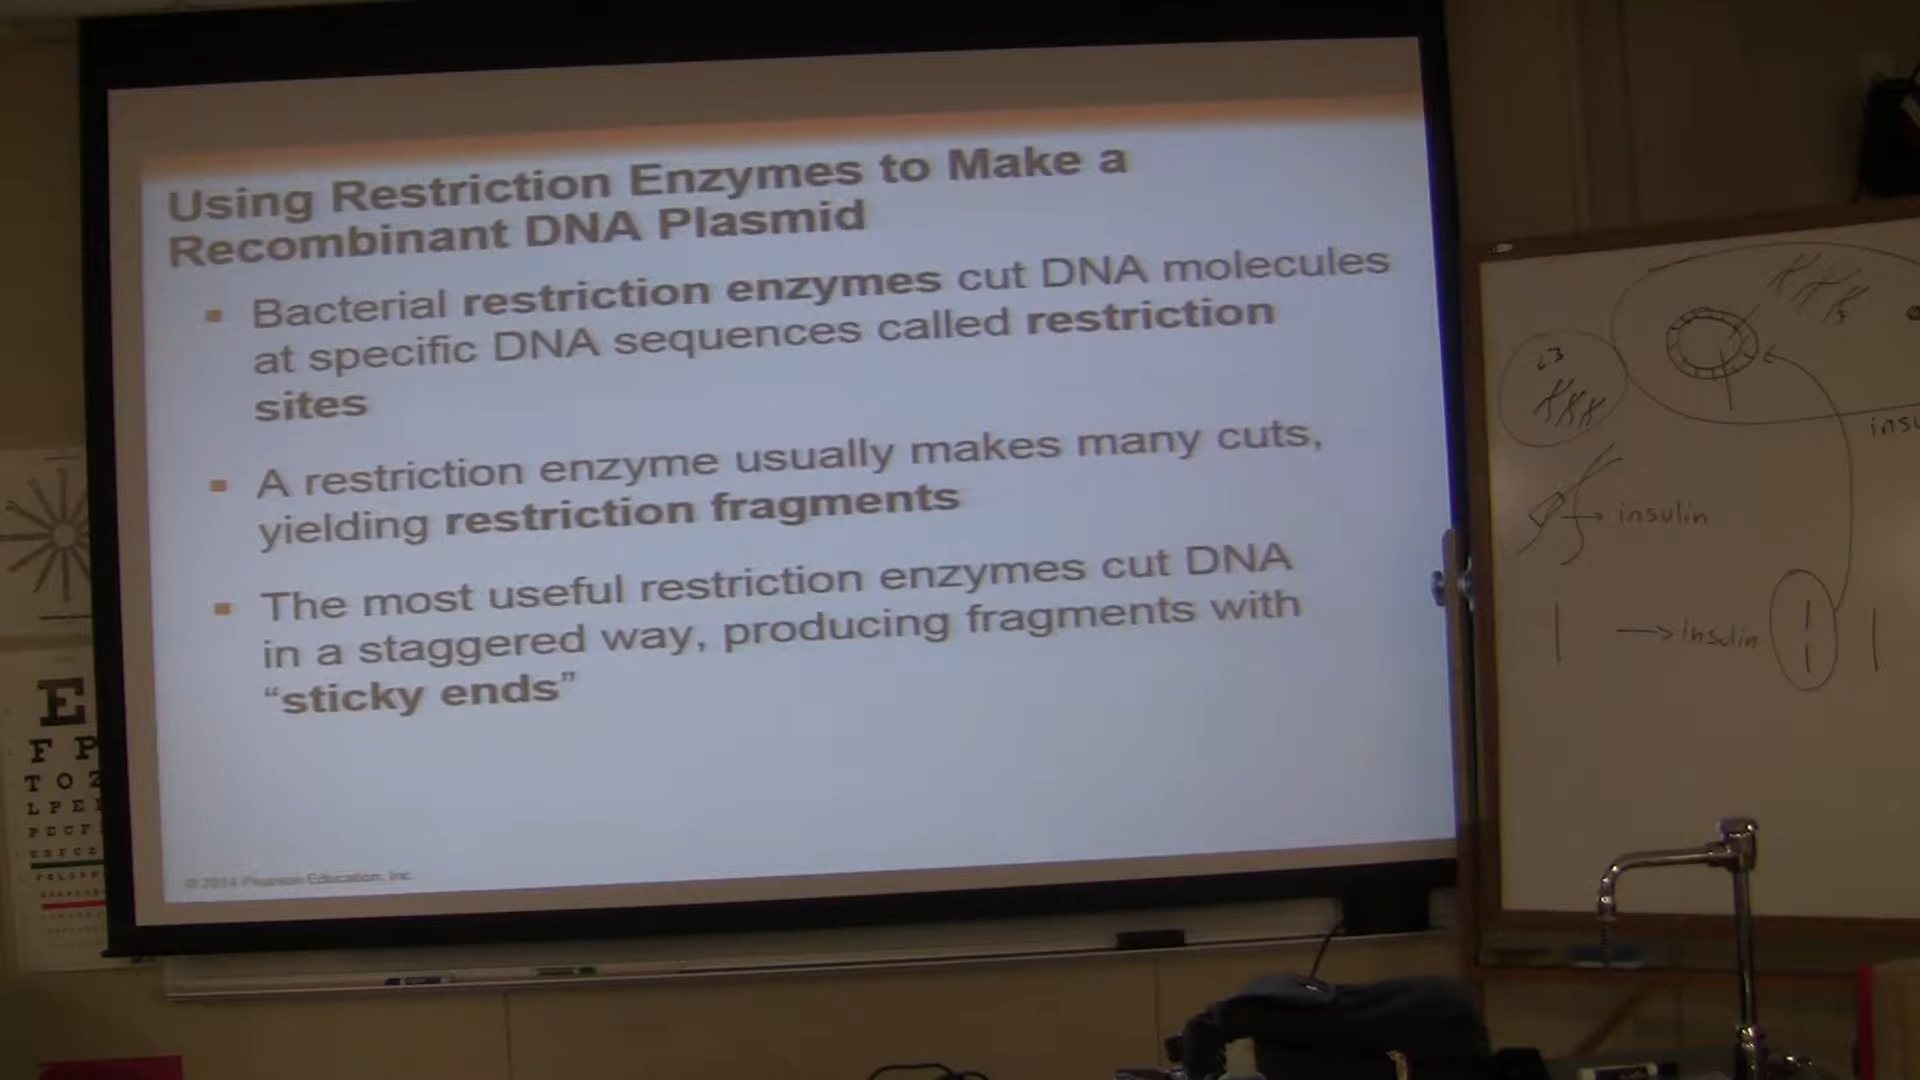 Using Restriction Enzymes to Make a
Recombinant DNA Plasmid
Bacterial restriction enzymes cut DNA molecules
at specific DNA sequences called restriction
sites
A restriction enzyme usually makes many cuts,
yielding restriction fragments
The most useful restriction enzymes cut DNA
in a staggered way, producing fragments with
“sticky ends”
© 2014 Pearson Education, Inc.
23
insu
insulin
insulin
E
F P
T O Z
L P E
P E C F